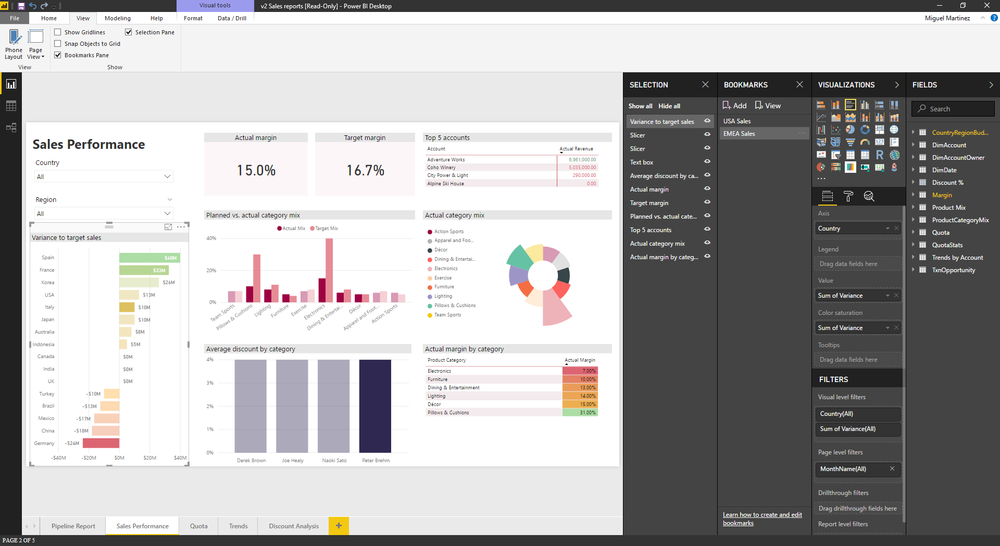 Visual tools
v2 Sales reports [Read-Only] - Power BI Desktop
File
Home
View
Modeling
Help
Format
Data / Drill
Miguel Martinez
?
Phone Layout
Page View
Show Gridlines
Snap Objects to Grid
Bookmarks Pane
Selection Pane
View
Show
Sales Performance
Country
All
Region
All
Variance to target sales
Spain $40M
France $33M
Korea $26M
USA $13M
Italy $10M
Japan $10M
Australia $8M
Indonesia $5M
Canada $0M
India $0M
UK $0M
Turkey -$10M
Brazil -$13M
Mexico -$17M
China -$18M
Germany -$24M
-$40M -$20M $0M $20M $40M
Actual margin
15.0%
Target margin
16.7%
Top 5 accounts
Account Actual Revenue
Adventure Works 6,961,000.00
Coho Winery 5,035,000.00
City Power & Light 290,000.00
Alpine Ski House 0.00
Planned vs. actual category mix
Actual Mix Target Mix
40%
20%
0%
Team Sports
Pillows & Cushions
Lighting
Furniture
Exercise
Electronics
Dining & Entertai...
Décor
Apparel and Foot...
Action Sports
Actual category mix
Action Sports
Apparel and Foo...
Décor
Dining & Entertai...
Electronics
Exercise
Furniture
Lighting
Pillows & Cushions
Team Sports
Average discount by category
4%
3%
2%
1%
0%
Derek Brown Joe Healy Naoki Sato Peter Brehm
Actual margin by category
Product Category Actual Margin
Electronics 7.00%
Furniture 10.00%
Dining & Entertainment 13.00%
Lighting 14.00%
Décor 15.00%
Pillows & Cushions 31.00%
SELECTION
Show all Hide all
Variance to target sales
Slicer
Slicer
Text box
Average discount by ca...
Actual margin
Target margin
Planned vs. actual cate...
Top 5 accounts
Actual category mix
Actual margin by categ...
BOOKMARKS
Add View
USA Sales
EMEA Sales
Learn how to create and edit
bookmarks
VISUALIZATIONS
123
R
123
Axis
Country
Legend
Drag data fields here
Value
Sum of Variance
Color saturation
Sum of Variance
Tooltips
Drag data fields here
FILTERS
Visual level filters
Country(All)
Sum of Variance(All)
Page level filters
MonthName(All)
Drillthrough filters
Drag drillthrough fields here
Report level filters
FIELDS
Search
CountryRegionBud...
DimAccount
DimAccountOwner
DimDate
Discount %
Margin
Product Mix
ProductCategoryMix
Quota
QuotaStats
Trends by Account
TxnOpportunity
Pipeline Report
Sales Performance
Quota
Trends
Discount Analysis
+
PAGE 2 OF 5